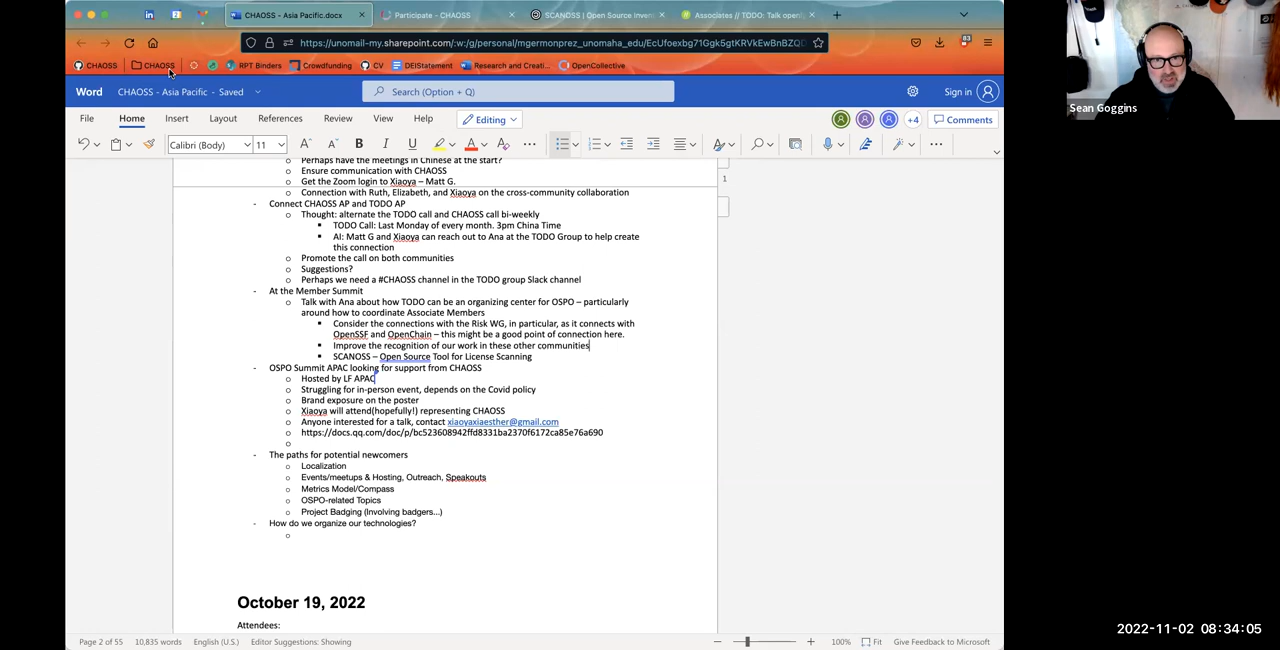 CHAOSS - Asia Pacific.docx
Participate - CHAOSS
SCANOSS | Open Source Inven
Associates // TODO: Talk open
https://unomail-my.sharepoint.com/:w:/g/personal/mgermonprez_unomaha_edu/EcUfoexbg71Ggk5gtKRVkEwBnBZQD
83
CHAOSS
CHAOSS
RPT Binders
Crowdfunding
CV
DEIStatement
Research and Creati...
OpenCollective
Word
CHAOSS - Asia Pacific - Saved
Search (Option + Q)
Sign in
File
Home
Insert
Layout
References
Review
View
Help
Editing
+4
Comments
Calibri (Body)
11
1
o Perhaps have the meetings in Chinese at the start?
o Ensure communication with CHAOSS
o Get the Zoom login to Xiaoya – Matt G.
o Connection with Ruth, Elizabeth, and Xiaoya on the cross-community collaboration
- Connect CHAOSS AP and TODO AP
o Thought: alternate the TODO call and CHAOSS call bi-weekly
▪ TODO Call: Last Monday of every month. 3pm China Time
▪ AI: Matt G and Xiaoya can reach out to Ana at the TODO Group to help create
this connection
o Promote the call on both communities
o Suggestions?
o Perhaps we need a #CHAOSS channel in the TODO group Slack channel
- At the Member Summit
o Talk with Ana about how TODO can be an organizing center for OSPO – particularly
around how to coordinate Associate Members
▪ Consider the connections with the Risk WG, in particular, as it connects with
OpenSSF and OpenChain – this might be a good point of connection here.
▪ Improve the recognition of our work in these other communities
▪ SCANOSS – Open Source Tool for License Scanning
- OSPO Summit APAC looking for support from CHAOSS
o Hosted by LF APAC
o Struggling for in-person event, depends on the Covid policy
o Brand exposure on the poster
o Xiaoya will attend(hopefully!) representing CHAOSS
o Anyone interested for a talk, contact xiaoyaxiaesther@gmail.com
o https://docs.qq.com/doc/p/bc523608942ffd8331ba2370f6172ca85e76a690
o
- The paths for potential newcomers
o Localization
o Events/meetups & Hosting, Outreach, Speakouts
o Metrics Model/Compass
o OSPO-related Topics
o Project Badging (Involving badgers...)
- How do we organize our technologies?
o
October 19, 2022
Attendees:
Page 2 of 55
10,835 words
English (U.S.)
Editor Suggestions: Showing
100%
Fit
Give Feedback to Microsoft
Sean Goggins
2022-11-02 08:34:05